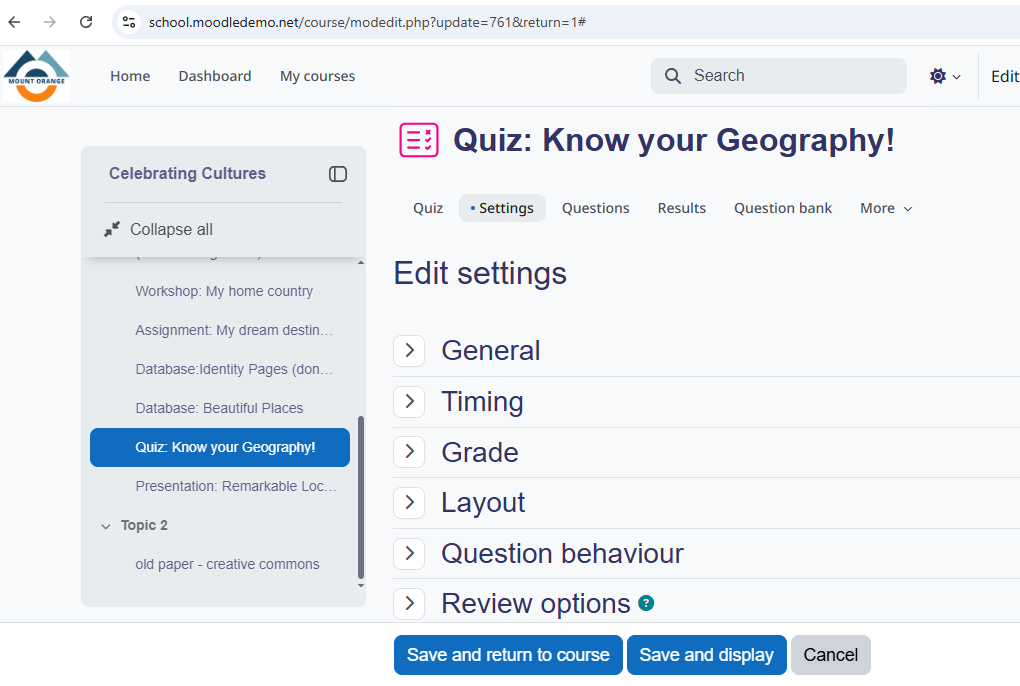 school.moodledemo.net/course/modedit.php?update=761&return=1#
MOUNT ORANGE
Home Dashboard My courses Search Edit
Celebrating Cultures
Collapse all
Workshop: My home country
Assignment: My dream destin...
Database:Identity Pages (don...
Database: Beautiful Places
Quiz: Know your Geography!
Presentation: Remarkable Loc...
Topic 2
old paper - creative commons
Quiz: Know your Geography!
Quiz Settings Questions Results Question bank More
Edit settings
General
Timing
Grade
Layout
Question behaviour
Review options ?
Save and return to course Save and display Cancel